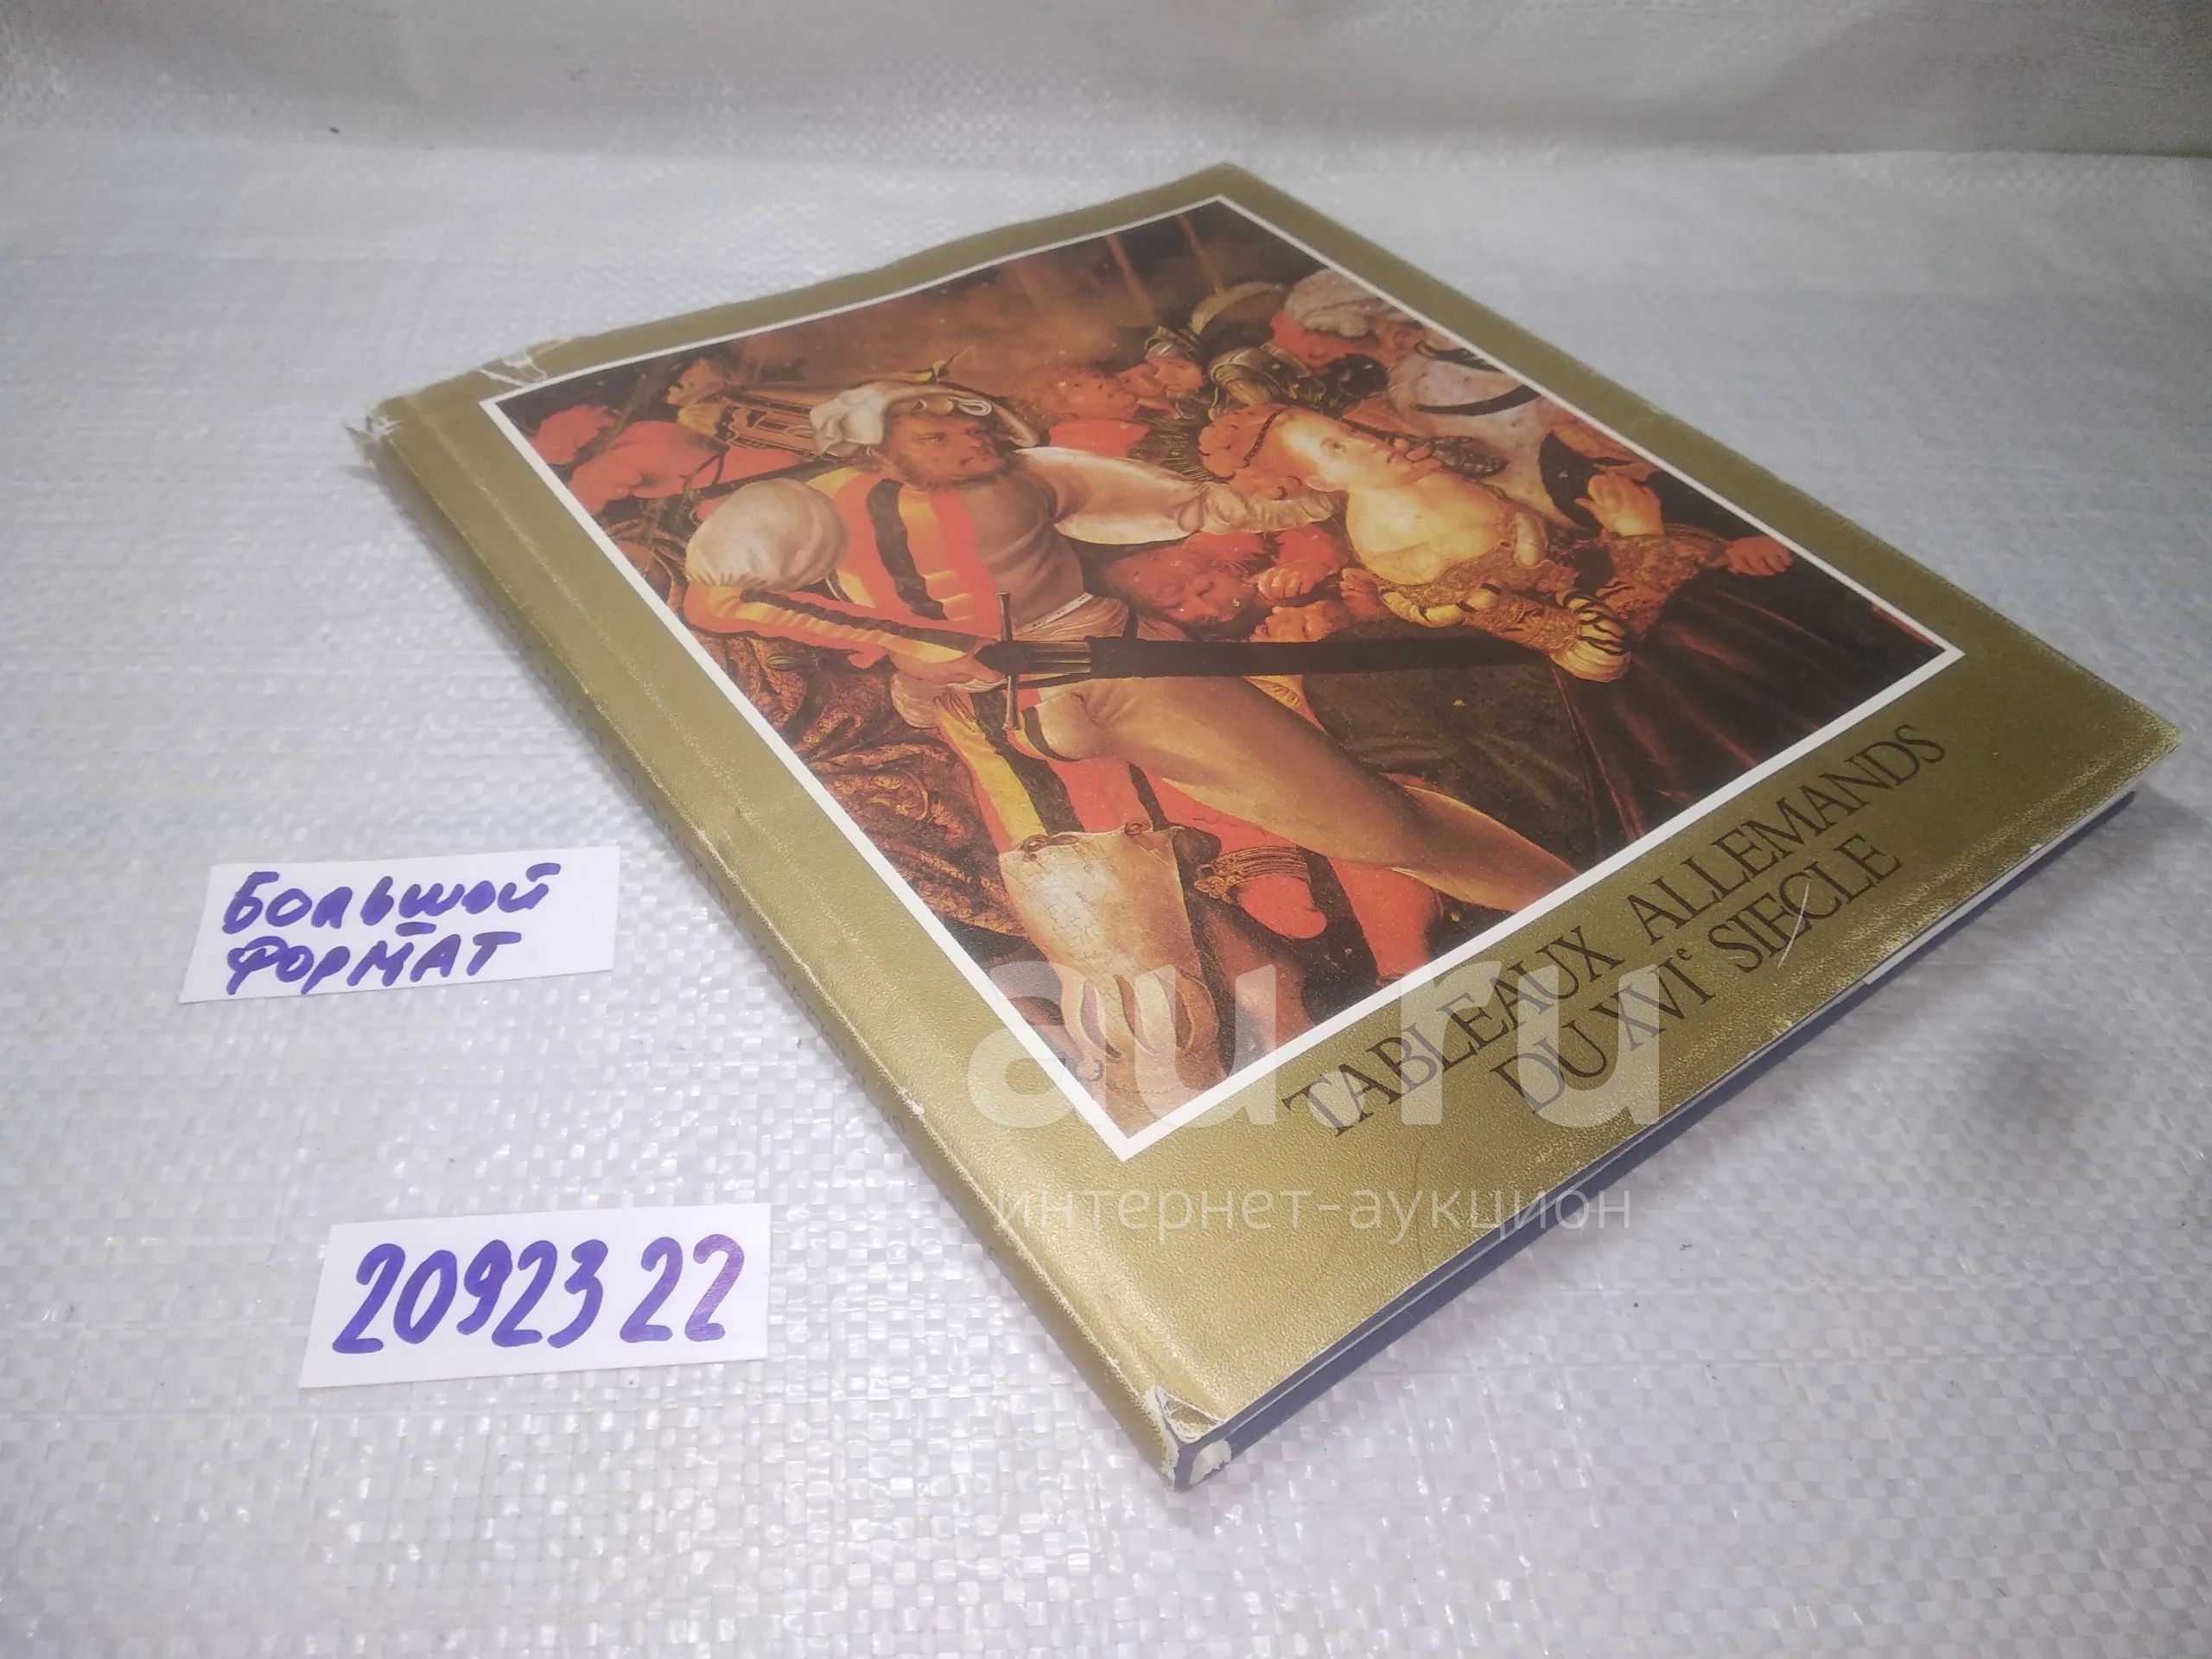 TABLEAUX ALLEMANDS
DU XVIᵉ SIECLE
БОЛЬШОЙ
ФОРМАТ
2092322
au.ru
интернет-аукцион